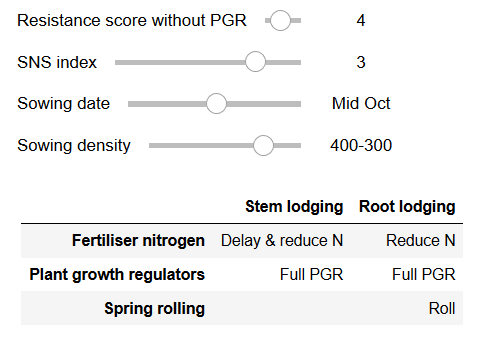 Resistance score without PGR 4
SNS index 3
Sowing date Mid Oct
Sowing density 400-300
Stem lodging Root lodging
Fertiliser nitrogen Delay & reduce N Reduce N
Plant growth regulators Full PGR Full PGR
Spring rolling Roll